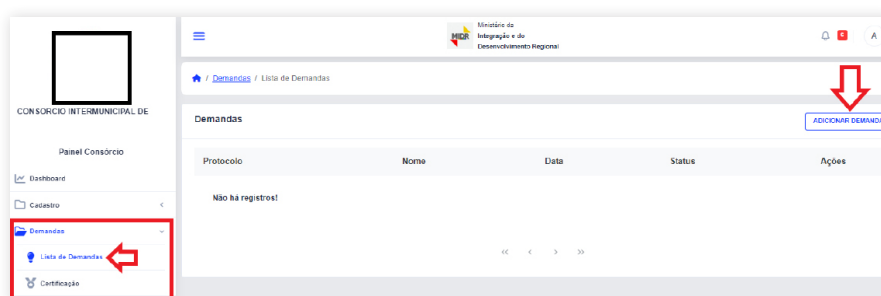 Ministério da
MIDR Integração e do
Desenvolvimento Regional
A
/ Demandas / Lista de Demandas
CONSORCIO INTERMUNICIPAL DE
Demandas
ADICIONAR DEMANDA
Painel Consórcio
Protocolo Nome Data Status Ações
Dashboard
Não há registros!
Cadastro <
Demandas
Lista de Demandas
<< < > >>
Certificação